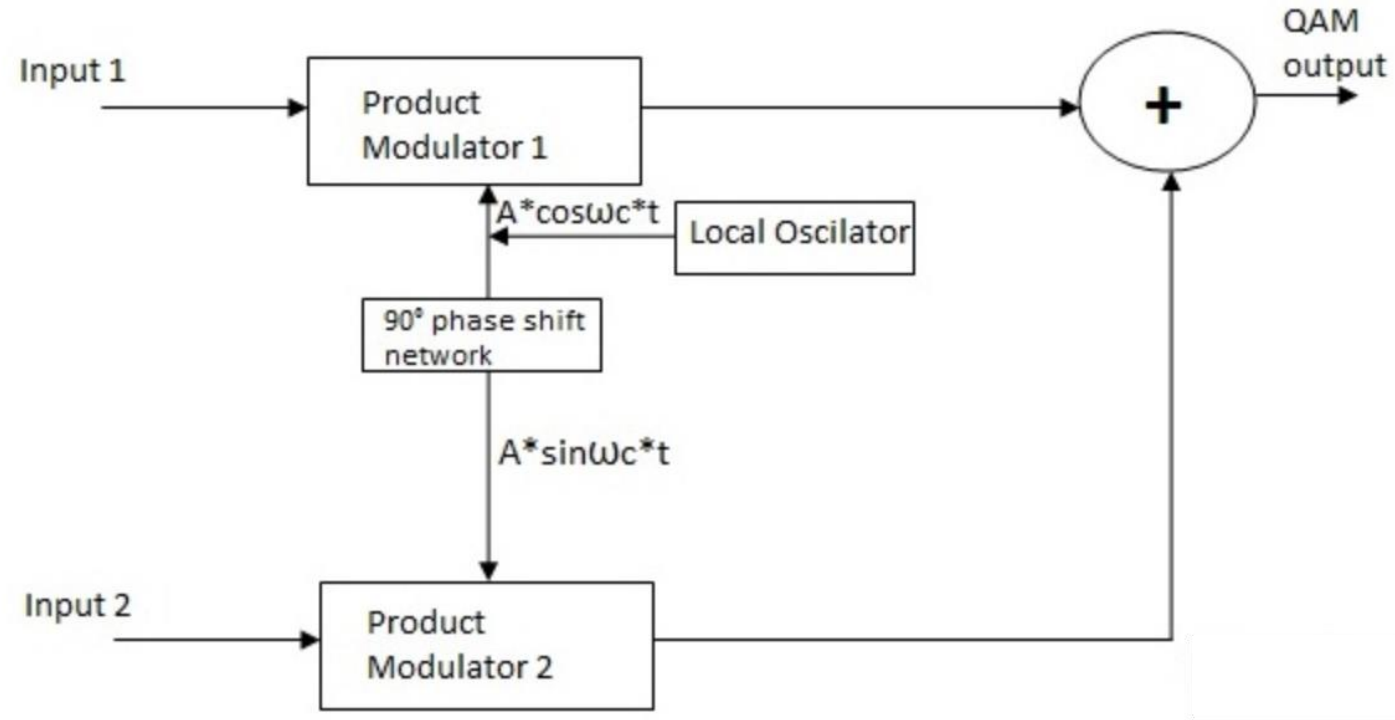 QAM
output
Input 1
Product
Modulator 1
+
A*cosωc*t
Local Oscilator
90° phase shift
network
A*sinωc*t
Input 2
Product
Modulator 2